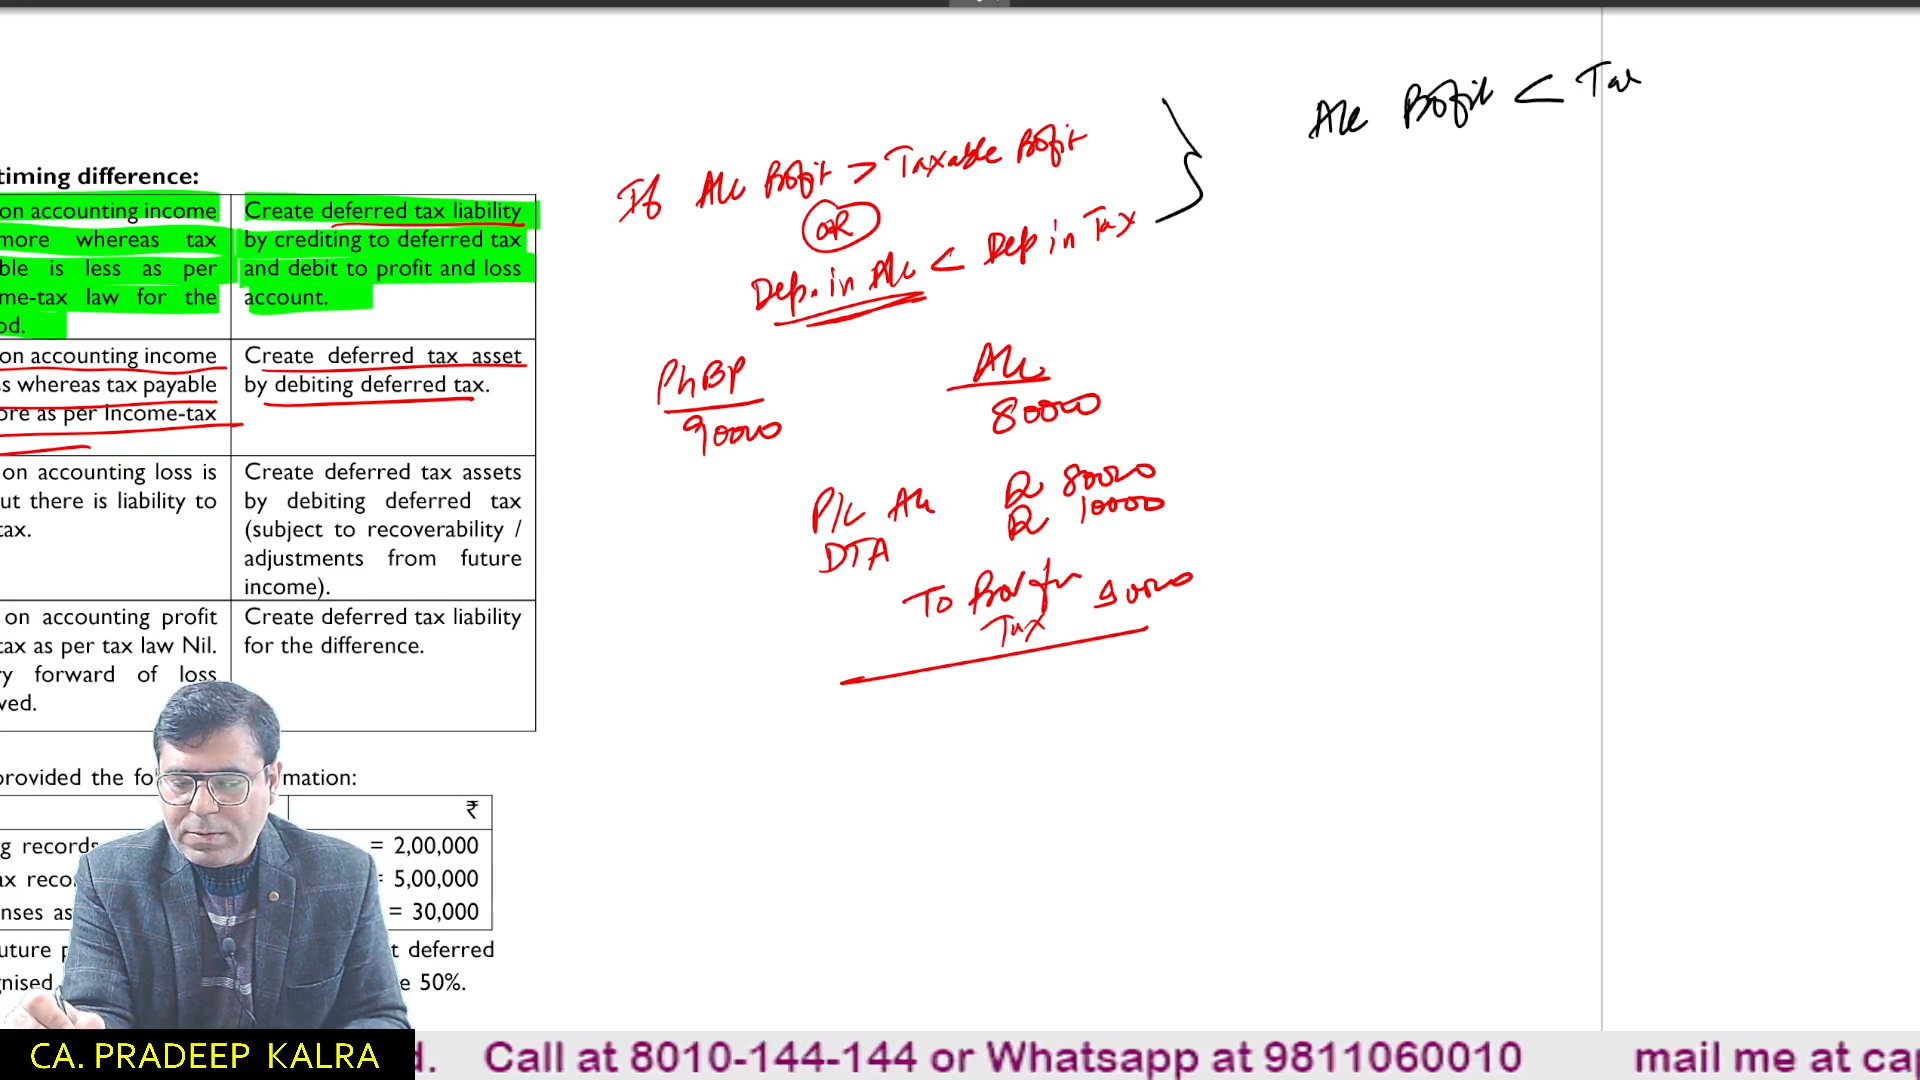 timing difference:
on accounting income
more whereas tax
ble is less as per
me-tax law for the
od.
Create deferred tax liability
by crediting to deferred tax
and debit to profit and loss
account.
on accounting income
s whereas tax payable
ore as per Income-tax
Create deferred tax asset
by debiting deferred tax.
on accounting loss is
ut there is liability to
tax.
Create deferred tax assets
by debiting deferred tax
(subject to recoverability /
adjustments from future
income).
on accounting profit
tax as per tax law Nil.
ry forward of loss
wed.
Create deferred tax liability
for the difference.
provided the fo mation:
₹
g records = 2,00,000
ax reco = 5,00,000
nses as = 30,000
uture p t deferred
gnised e 50%.
If A/c Profit > Taxable Profit
OR
Dep. in A/c < Dep in Tax
A/c
80000
90000
P/L A/c Dr 80000
DTA Dr 10000
To Prov for 90000
Tax
A/c Profit < Tax
CA. PRADEEP KALRA
d. Call at 8010-144-144 or Whatsapp at 9811060010 mail me at cap